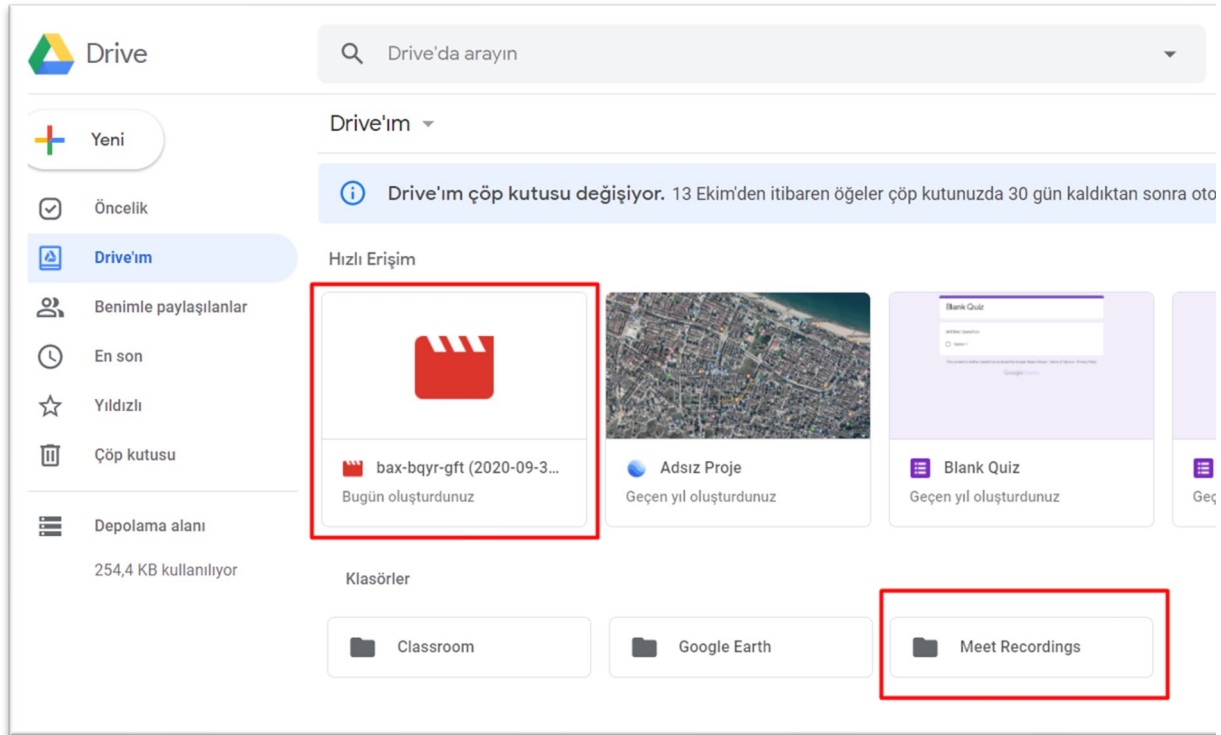 Drive
Drive'da arayın
Yeni
Drive'ım
Drive'ım çöp kutusu değişiyor. 13 Ekim'den itibaren öğeler çöp kutunuzda 30 gün kaldıktan sonra oto
Öncelik
Drive'ım
Benimle paylaşılanlar
En son
Yıldızlı
Çöp kutusu
Depolama alanı
254,4 KB kullanılıyor
Hızlı Erişim
Blank Quiz
bax-bqyr-gft (2020-09-3...
Bugün oluşturdunuz
Adsız Proje
Geçen yıl oluşturdunuz
Blank Quiz
Geçen yıl oluşturdunuz
Geç
Klasörler
Classroom
Google Earth
Meet Recordings